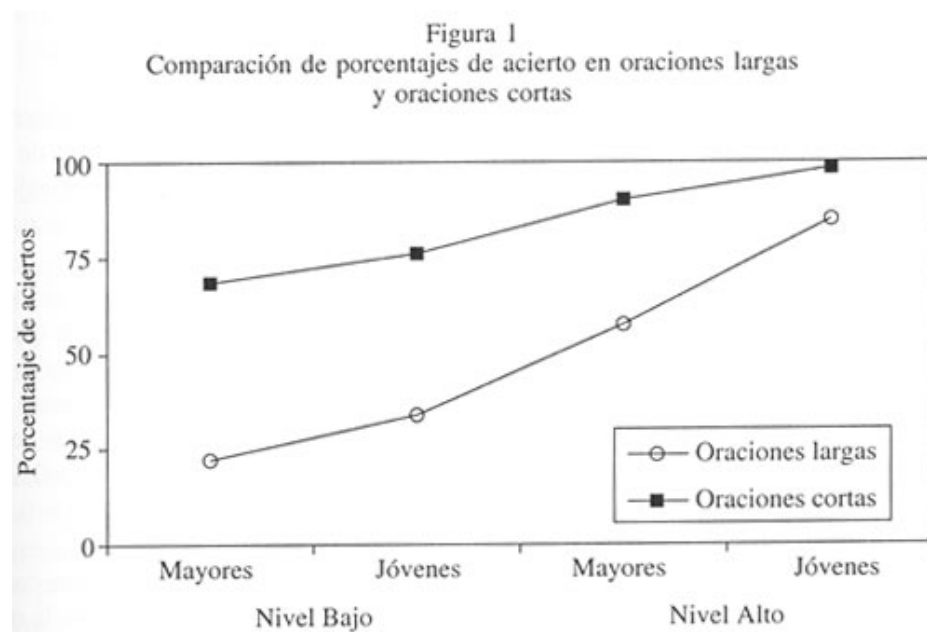 Figura 1
Comparación de porcentajes de acierto en oraciones largas
y oraciones cortas
Porcentaaje de aciertos
100
75
50
25
0
Oraciones largas
Oraciones cortas
Mayores Jóvenes Mayores Jóvenes
Nivel Bajo Nivel Alto